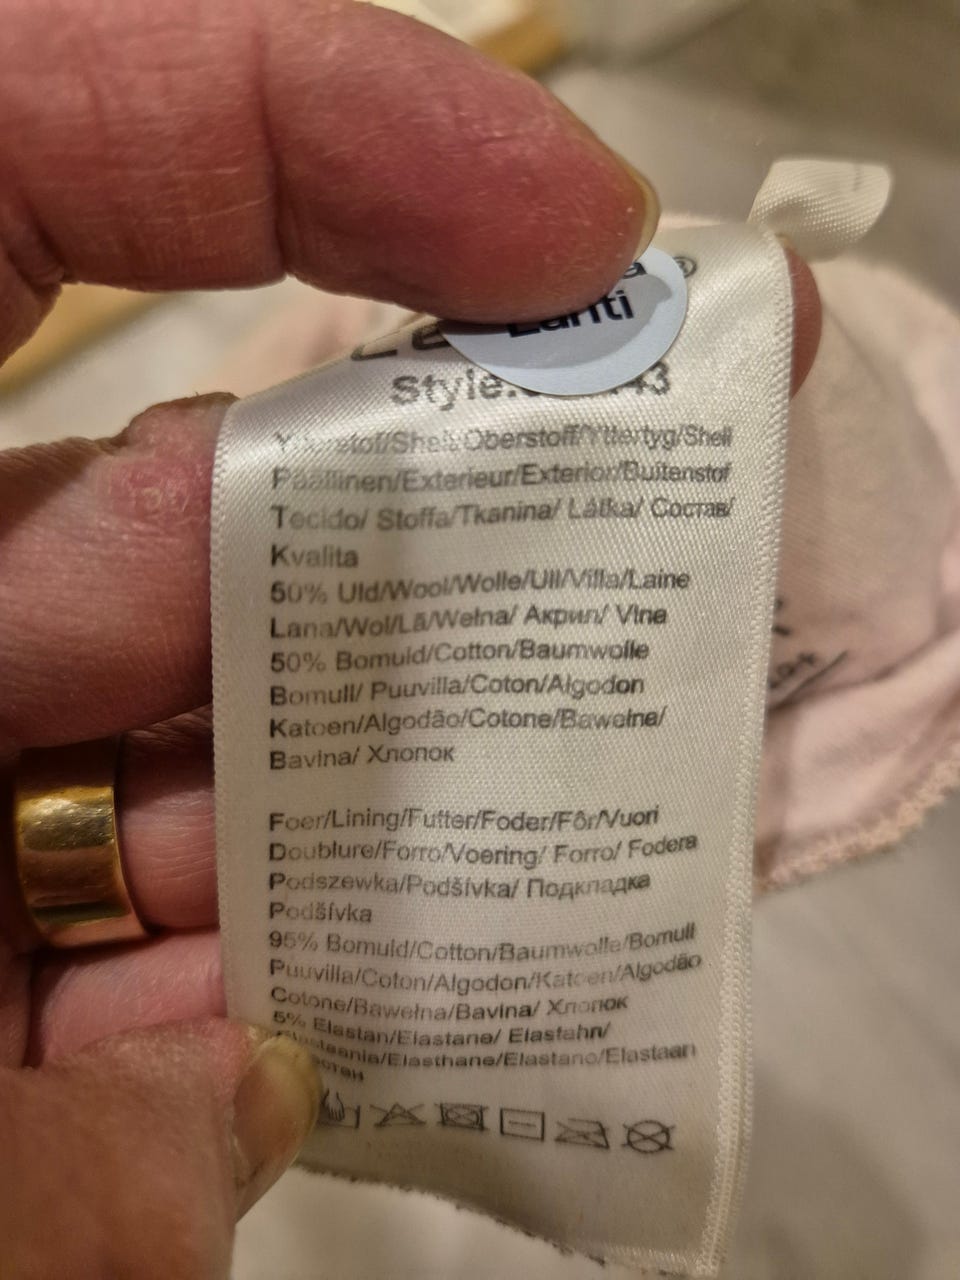 Lahti
®
Style.
43
Yderstof/Shell/Oberstoff/Yttertyg/Shell
Päällinen/Exterieur/Exterior/Buitenstof
Tecido/ Stoffa/Tkanina/ Látka/ Состав/
Kvalita
50% Uld/Wool/Wolle/Ull/Villa/Laine
Lana/Wol/Lã/Wełna/ Акрил/ Vlna
50% Bomuld/Cotton/Baumwolle
Bomull/ Puuvilla/Coton/Algodon
Katoen/Algodão/Cotone/Bawełna/
Bavlna/ Хлопок
Foer/Lining/Futter/Foder/Fôr/Vuori
Doublure/Forro/Voering/ Forro/ Fodera
Podszewka/Podšívka/ Подкладка
Podšívka
95% Bomuld/Cotton/Baumwolle/Bomull
Puuvilla/Coton/Algodon/Katoen/Algodão
Cotone/Bawełna/Bavlna/ Хлопок
5% Elastan/Elastane/ Elastahn/
/Elasthane/Elastano/Elastaan